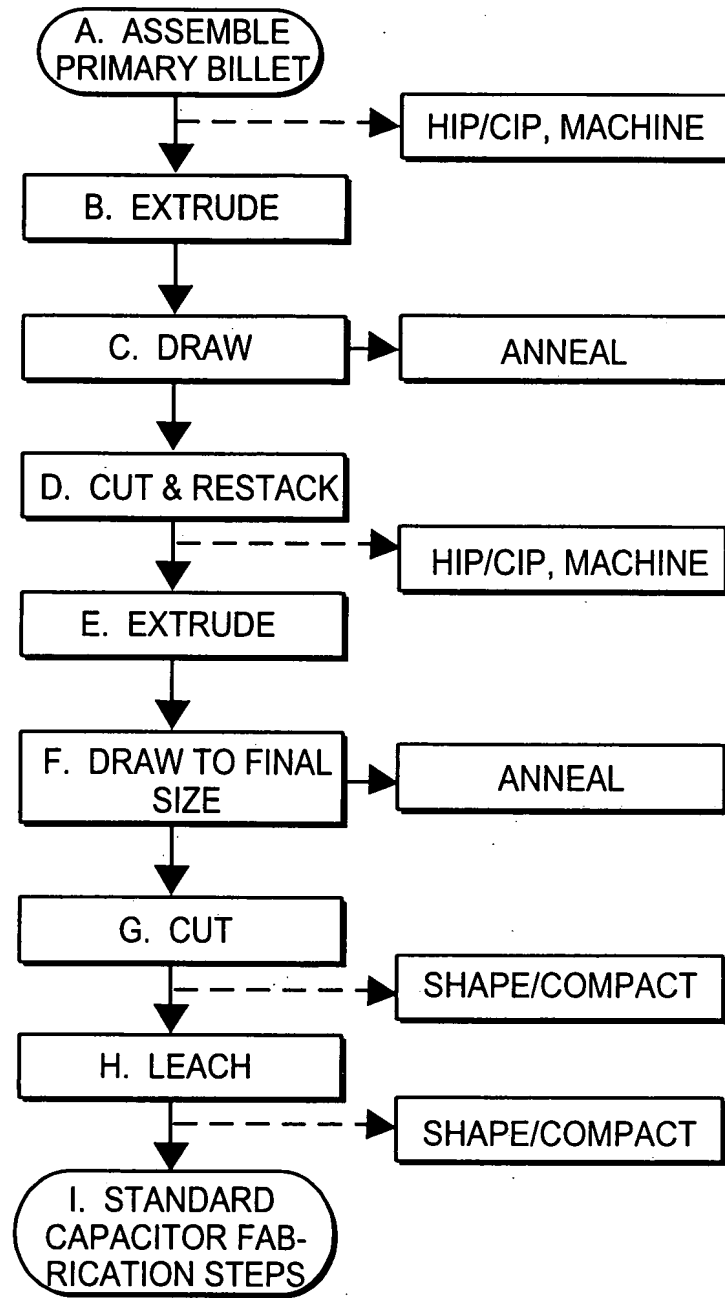 A. ASSEMBLE
PRIMARY BILLET
HIP/CIP, MACHINE
B. EXTRUDE
C. DRAW
ANNEAL
D. CUT & RESTACK
HIP/CIP, MACHINE
E. EXTRUDE
F. DRAW TO FINAL
SIZE
ANNEAL
G. CUT
SHAPE/COMPACT
H. LEACH
SHAPE/COMPACT
I. STANDARD
CAPACITOR FAB-
RICATION STEPS